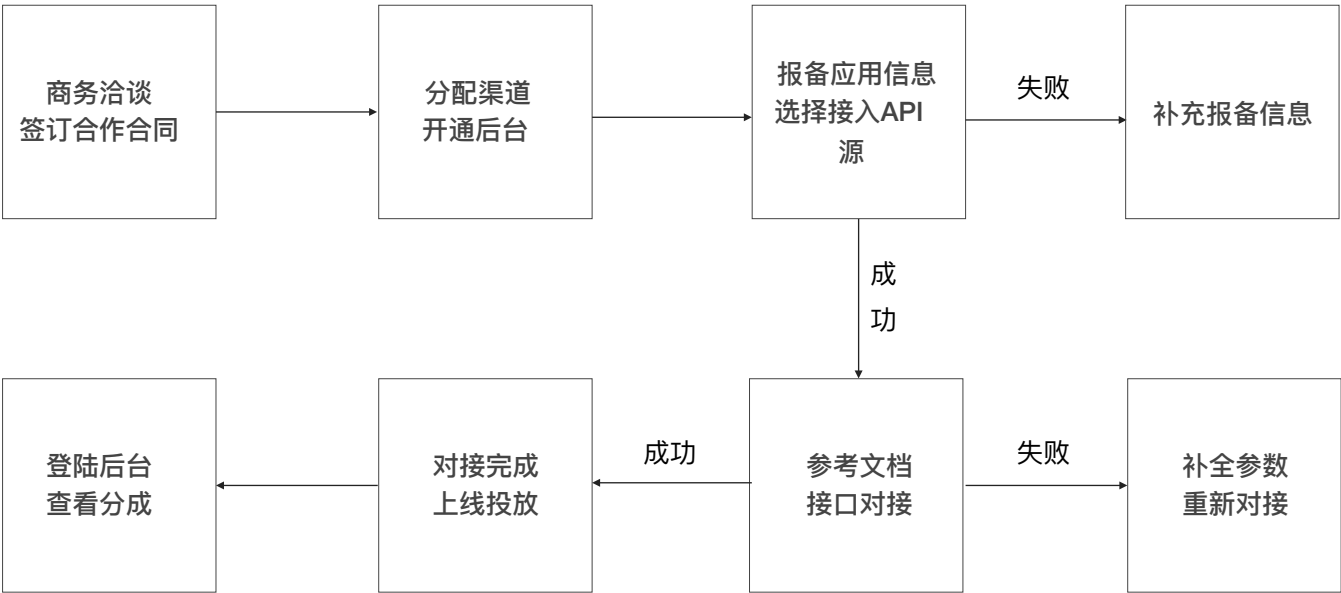 商务洽谈
签订合作合同
分配渠道
开通后台
报备应用信息
选择接入API
源
失败
补充报备信息
成
功
登陆后台
查看分成
对接完成
上线投放
成功
参考文档
接口对接
失败
补全参数
重新对接